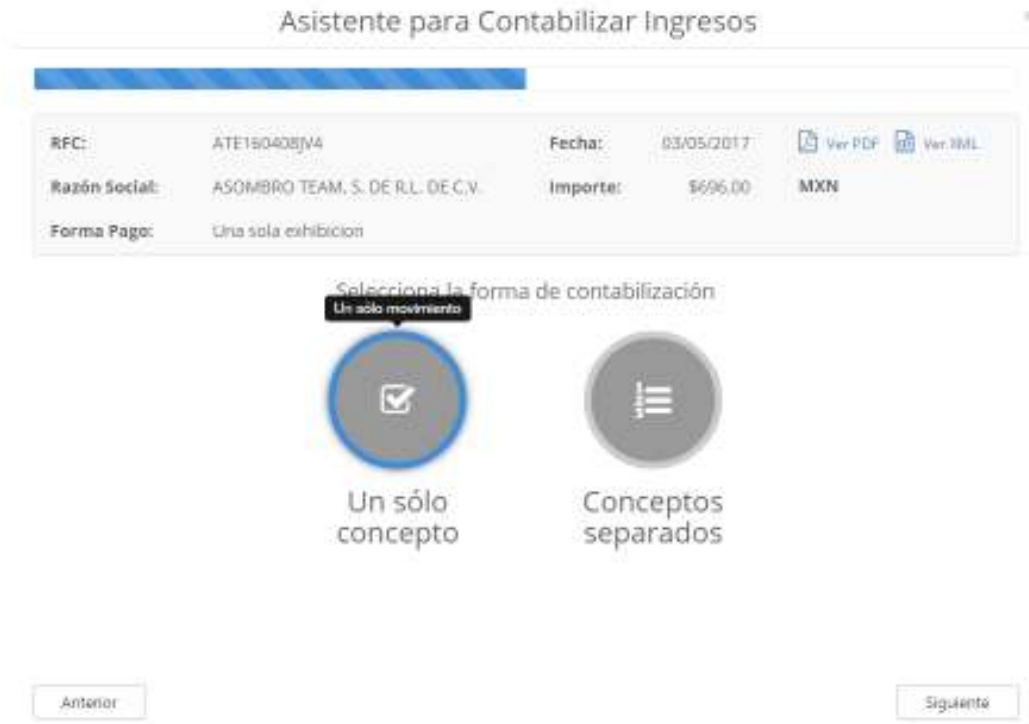 Asistente para Contabilizar Ingresos
RFC: ATE160408JV4 Fecha: 03/05/2017 Ver PDF Ver XML
Razón Social: ASOMBRO TEAM, S. DE R.L. DE C.V. Importe: $696.00 MXN
Forma Pago: Una sola exhibicion
Selecciona la forma de contabilización
Un sólo movimiento
Un sólo
concepto
Conceptos
separados
Anterior Siguiente